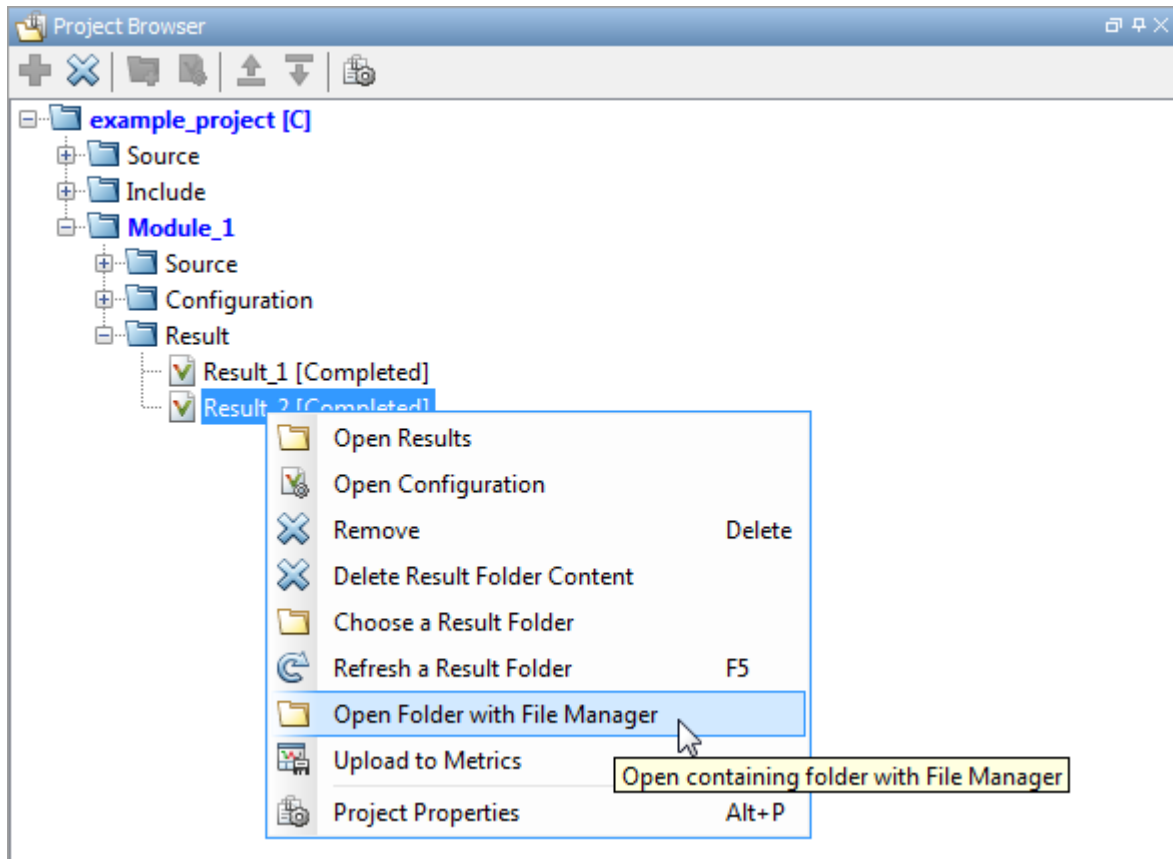 Project Browser
example_project [C]
Source
Include
Module_1
Source
Configuration
Result
Result_1 [Completed]
Result_2 [Completed]
Open Results
Open Configuration
Remove Delete
Delete Result Folder Content
Choose a Result Folder
Refresh a Result Folder F5
Open Folder with File Manager
Upload to Metrics
Open containing folder with File Manager
Project Properties Alt+P